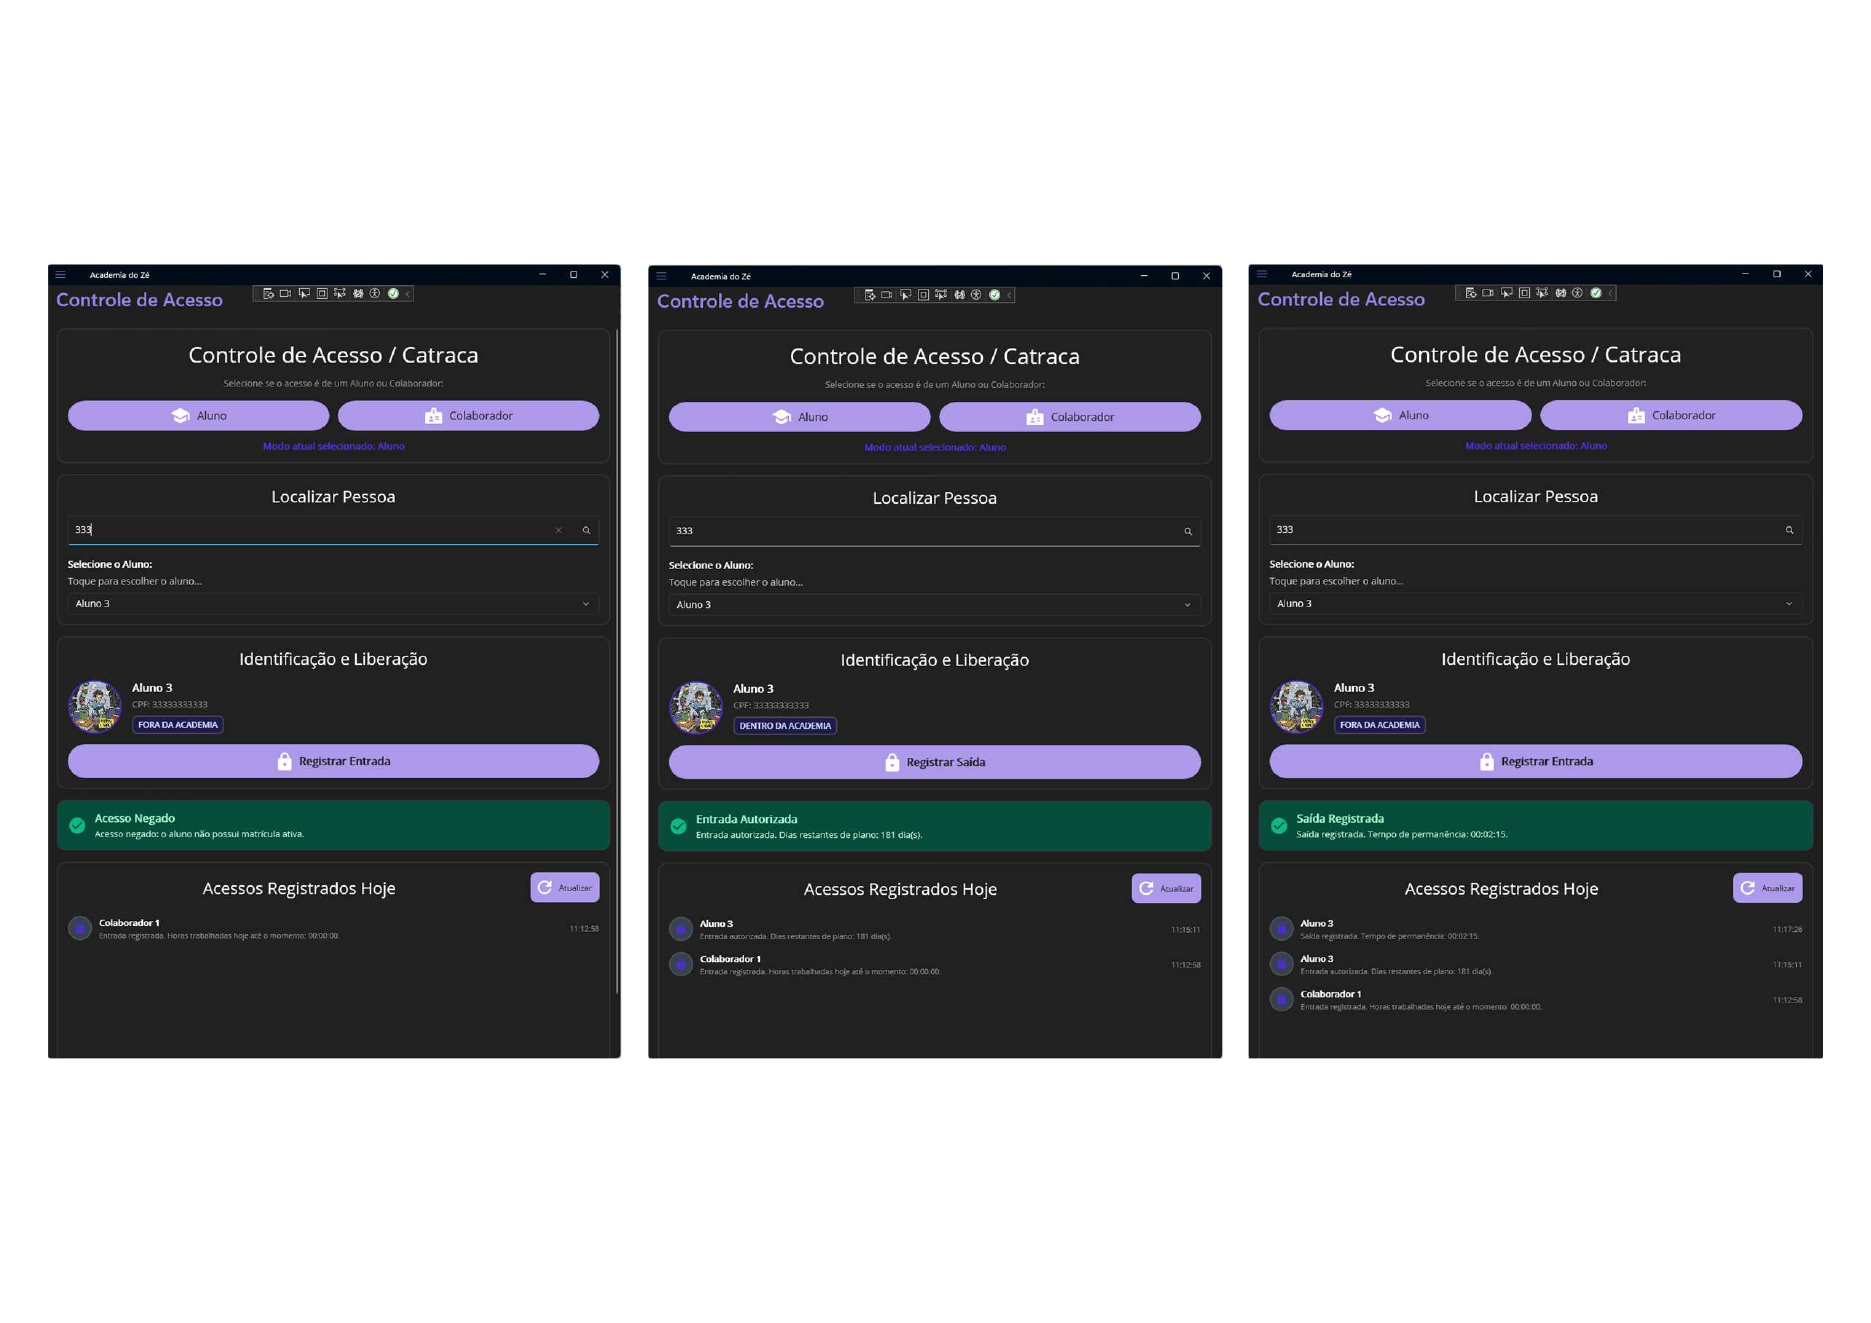 Academia do Zé
Controle de Acesso
Controle de Acesso / Catraca
Selecione se o acesso é de um Aluno ou Colaborador:
Aluno
Colaborador
Modo atual selecionado: Aluno
Localizar Pessoa
333
Selecione o Aluno:
Toque para escolher o aluno...
Aluno 3
Identificação e Liberação
Aluno 3
CPF: 33333333333
FORA DA ACADEMIA
Registrar Entrada
Acesso Negado
Acesso negado: o aluno não possui matrícula ativa.
Acessos Registrados Hoje
Atualizar
Colaborador 1
Entrada registrada. Horas trabalhadas hoje até o momento: 00:00:00.
11:12:58
Academia do Zé
Controle de Acesso
Controle de Acesso / Catraca
Selecione se o acesso é de um Aluno ou Colaborador:
Aluno
Colaborador
Modo atual selecionado: Aluno
Localizar Pessoa
333
Selecione o Aluno:
Toque para escolher o aluno...
Aluno 3
Identificação e Liberação
Aluno 3
CPF: 33333333333
DENTRO DA ACADEMIA
Registrar Saída
Entrada Autorizada
Entrada autorizada. Dias restantes de plano: 181 dia(s).
Acessos Registrados Hoje
Atualizar
Aluno 3
Entrada autorizada. Dias restantes de plano: 181 dia(s).
11:15:11
Colaborador 1
Entrada registrada. Horas trabalhadas hoje até o momento: 00:00:00.
11:12:58
Academia do Zé
Controle de Acesso
Controle de Acesso / Catraca
Selecione se o acesso é de um Aluno ou Colaborador:
Aluno
Colaborador
Modo atual selecionado: Aluno
Localizar Pessoa
333
Selecione o Aluno:
Toque para escolher o aluno...
Aluno 3
Identificação e Liberação
Aluno 3
CPF: 33333333333
FORA DA ACADEMIA
Registrar Entrada
Saída Registrada
Saída registrada. Tempo de permanência: 00:02:15.
Acessos Registrados Hoje
Atualizar
Aluno 3
Saída registrada. Tempo de permanência: 00:02:15.
11:17:26
Aluno 3
Entrada autorizada. Dias restantes de plano: 181 dia(s).
11:15:11
Colaborador 1
Entrada registrada. Horas trabalhadas hoje até o momento: 00:00:00.
11:12:58